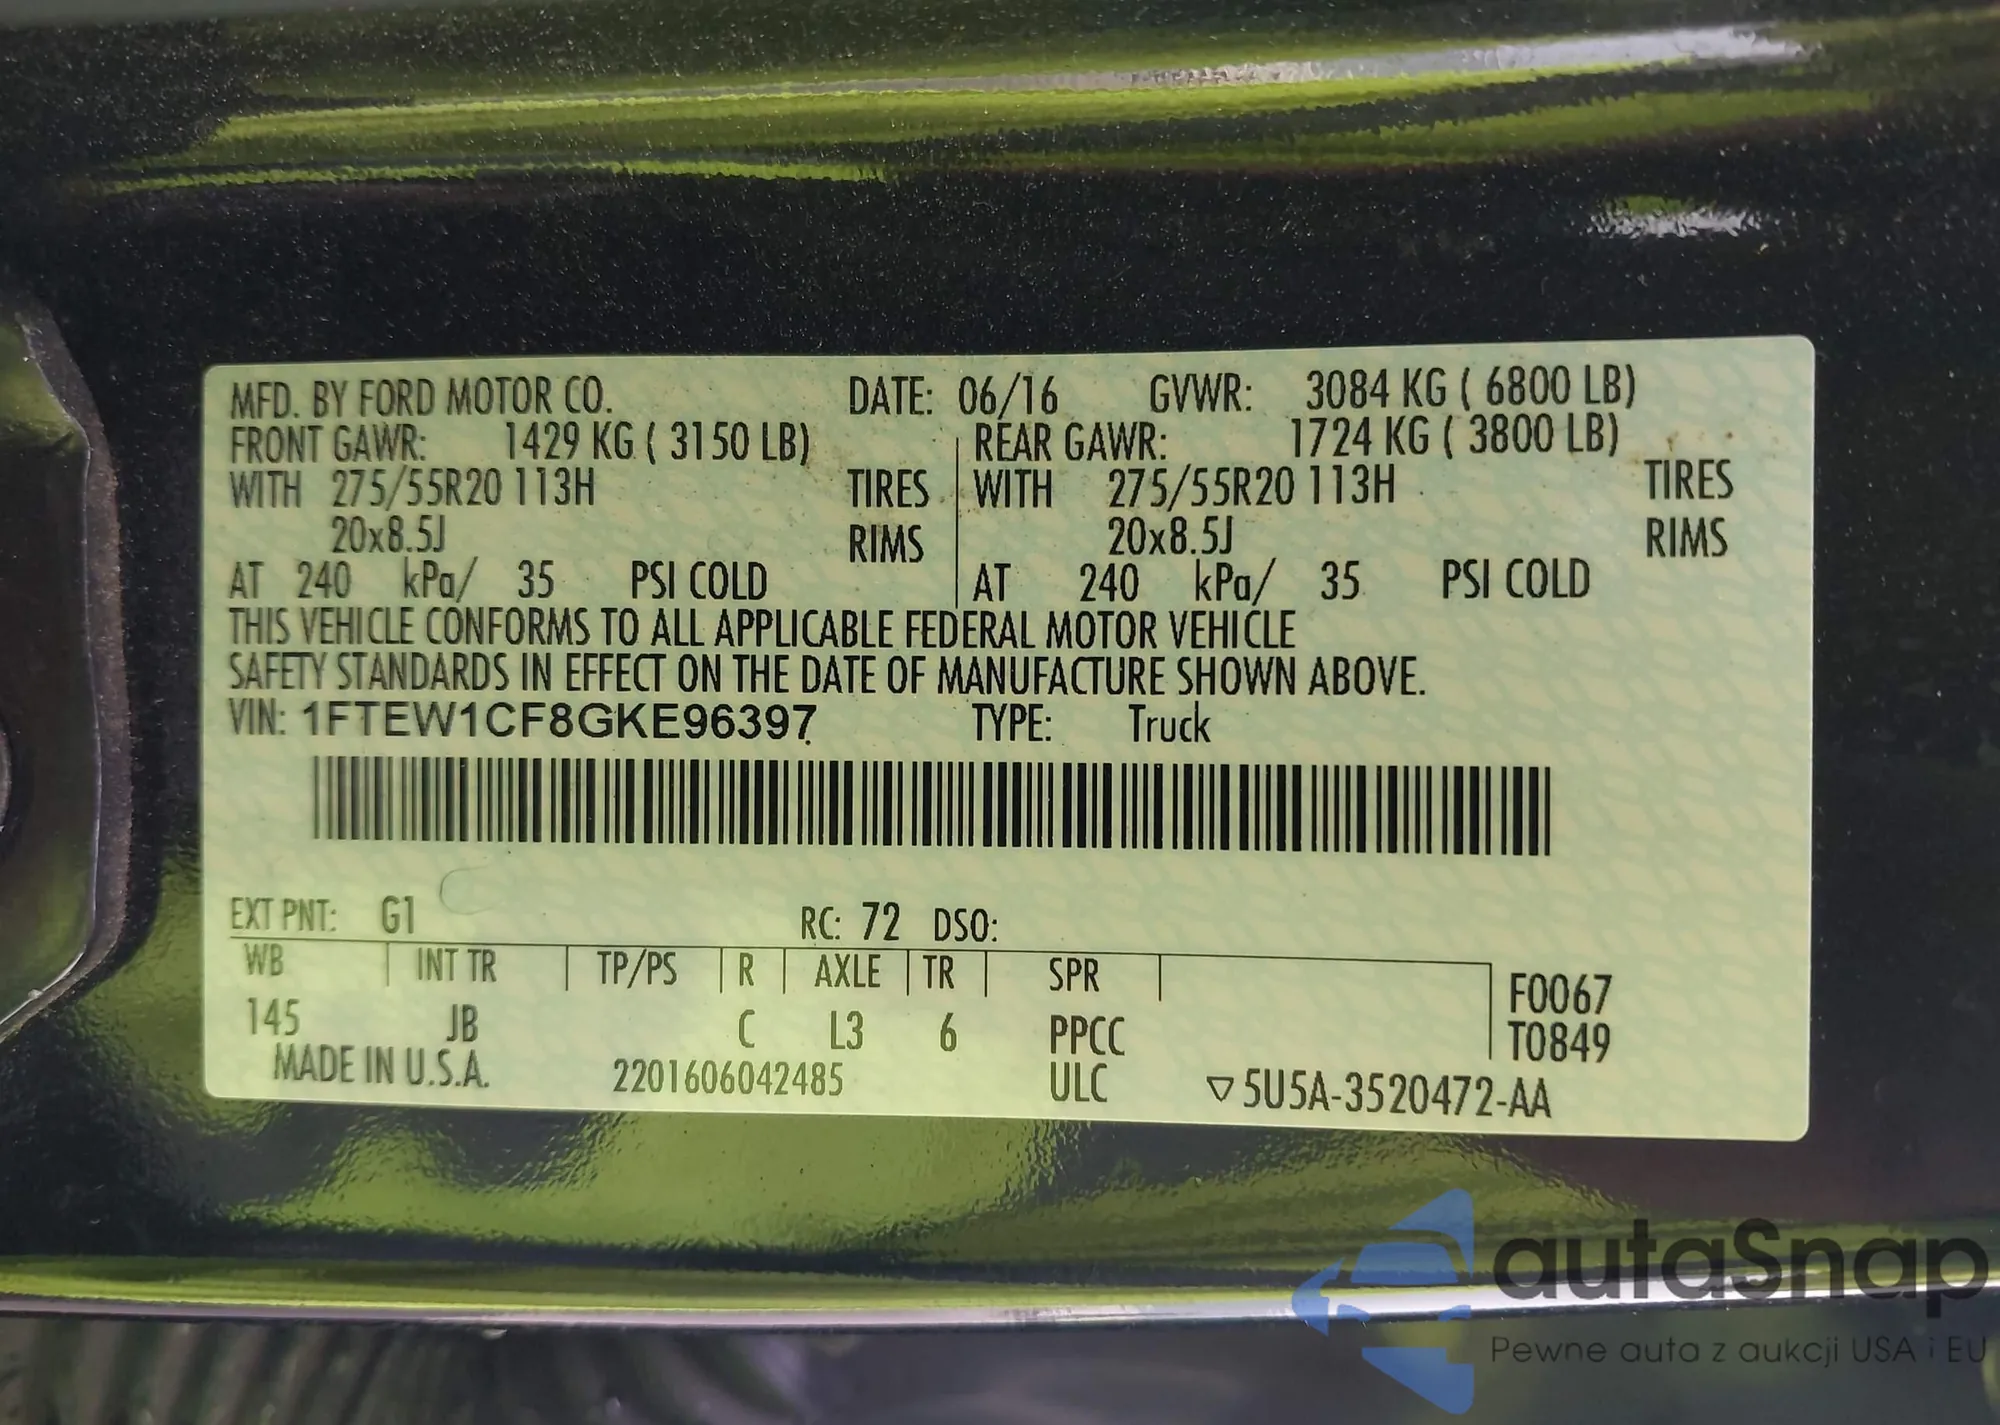 MFD. BY FORD MOTOR CO. DATE: 06/16 GVWR: 3084 KG ( 6800 LB)
FRONT GAWR: 1429 KG ( 3150 LB) REAR GAWR: 1724 KG ( 3800 LB)
WITH 275/55R20 113H TIRES WITH 275/55R20 113H TIRES
20x8.5J RIMS 20x8.5J RIMS
AT 240 kPa/ 35 PSI COLD AT 240 kPa/ 35 PSI COLD
THIS VEHICLE CONFORMS TO ALL APPLICABLE FEDERAL MOTOR VEHICLE
SAFETY STANDARDS IN EFFECT ON THE DATE OF MANUFACTURE SHOWN ABOVE.
VIN: 1FTEW1CF8GKE96397 TYPE: Truck
EXT PNT: G1 RC: 72 DSO:
WB INT TR TP/PS R AXLE TR SPR F0067
145 JB C L3 6 PPCC T0849
MADE IN U.S.A. 2201606042485 ULC ▽5U5A-3520472-AA
autaSnap
Pewne auta z aukcji USA i EU